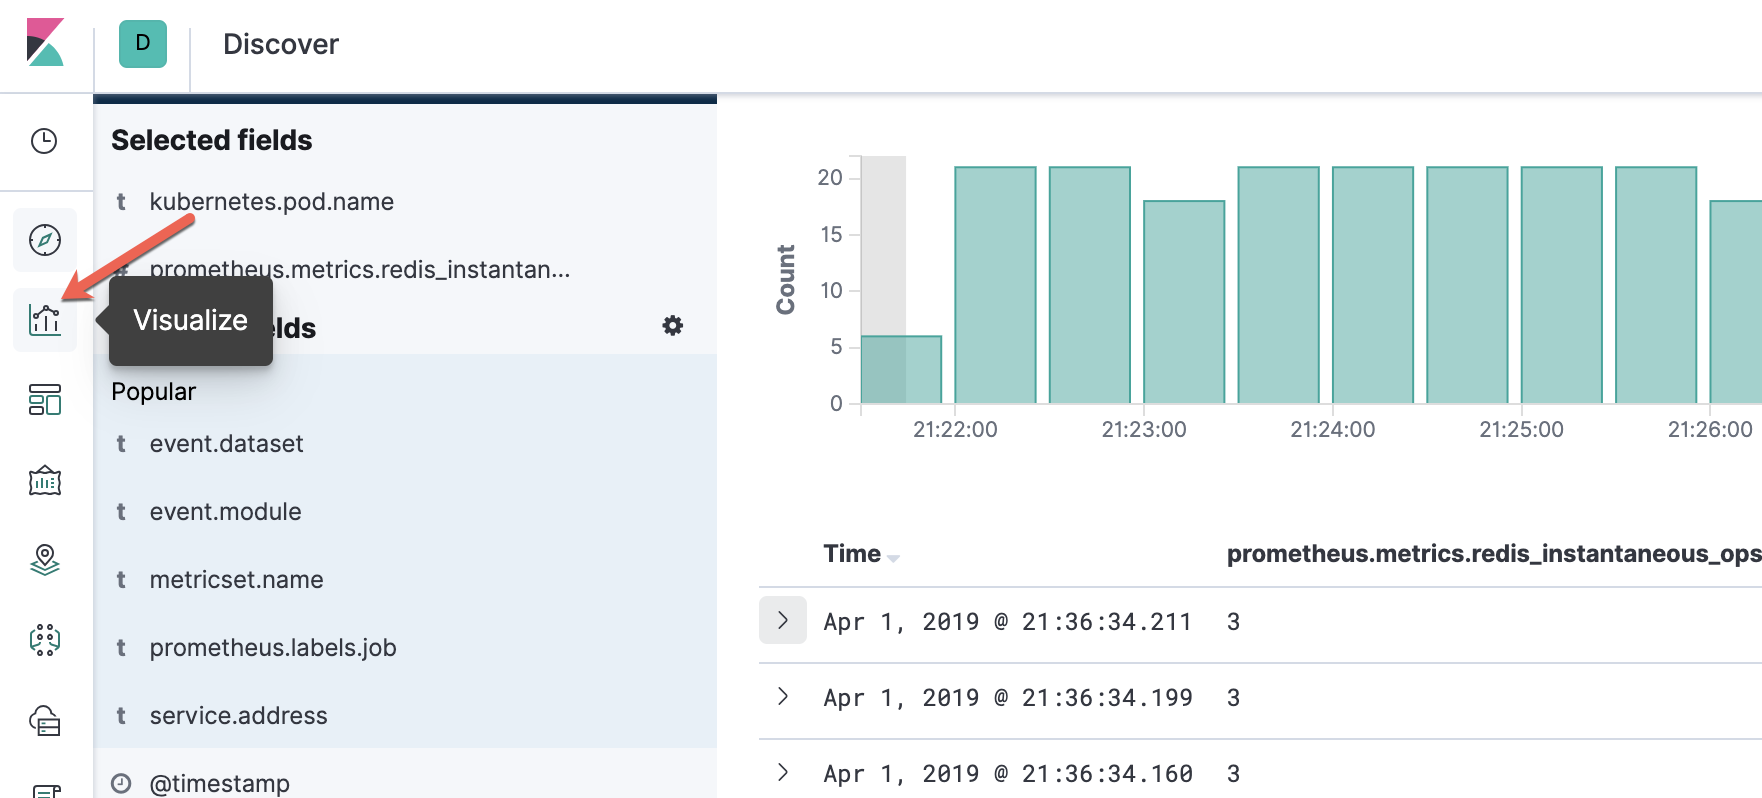 D
Discover
Selected fields
t kubernetes.pod.name
# prometheus.metrics.redis_instantan...
Visualize
elds
Popular
t event.dataset
t event.module
t metricset.name
t prometheus.labels.job
t service.address
@timestamp
Count
20
15
10
5
0
21:22:00 21:23:00 21:24:00 21:25:00 21:26:00
Time prometheus.metrics.redis_instantaneous_ops
Apr 1, 2019 @ 21:36:34.211 3
Apr 1, 2019 @ 21:36:34.199 3
Apr 1, 2019 @ 21:36:34.160 3